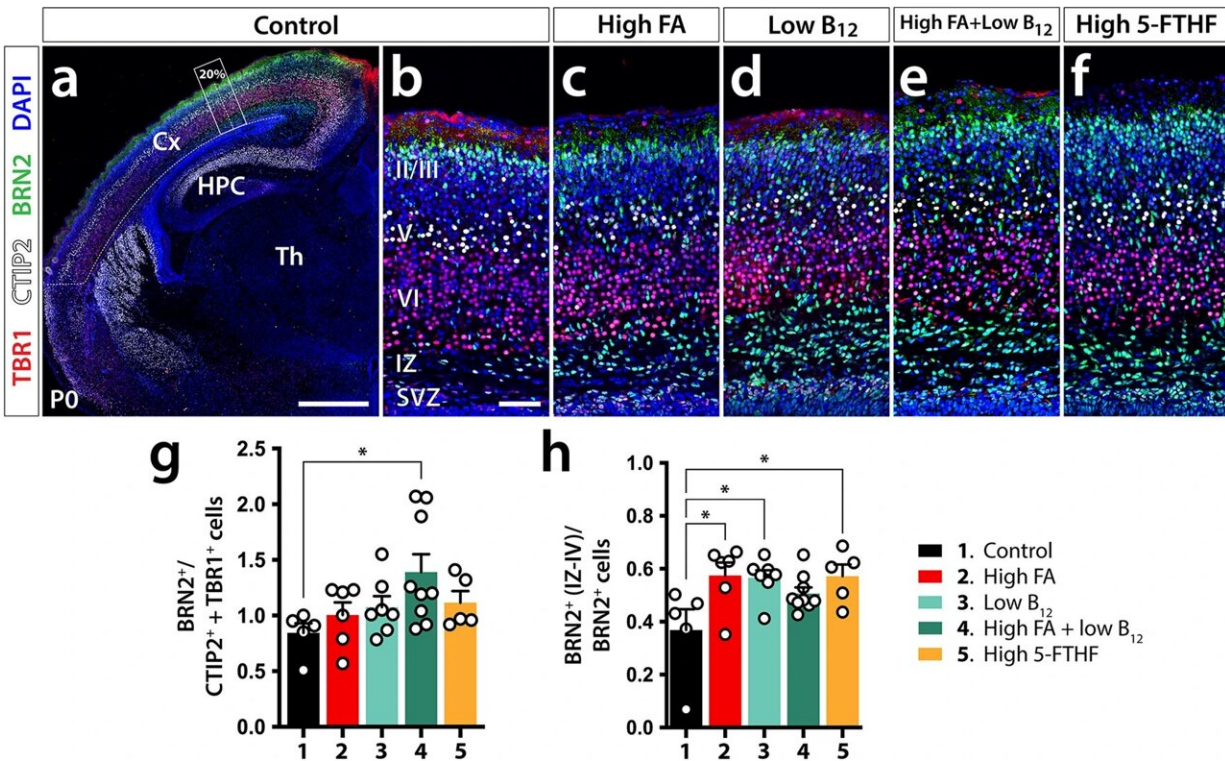 Control
High FA
Low B₁₂
High FA+Low B₁₂
High 5-FTHF
TBR1 CTIP2 BRN2 DAPI
a
20%
Cx
HPC
Th
P0
b
II/III
V
VI
IZ
SVZ
c
d
e
f
g
BRN2⁺/
CTIP2⁺ + TBR1⁺ cells
2.5
2.0
1.5
1.0
0.5
0.0
*
1 2 3 4 5
h
BRN2⁺ (IZ-IV)/
BRN2⁺ cells
1.0
0.8
0.6
0.4
0.2
0.0
*
*
*
1 2 3 4 5
1. Control
2. High FA
3. Low B₁₂
4. High FA + low B₁₂
5. High 5-FTHF